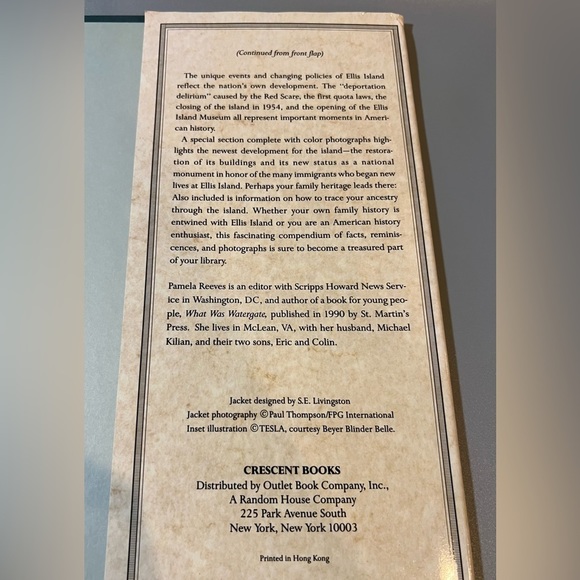 (Continued from front flap)
The unique events and changing policies of Ellis Island
reflect the nation's own development. The "deportation
delirium" caused by the Red Scare, the first quota laws, the
closing of the island in 1954, and the opening of the Ellis
Island Museum all represent important moments in Ameri-
can history.
A special section complete with color photographs high-
lights the newest development for the island—the restora-
tion of its buildings and its new status as a national
monument in honor of the many immigrants who began new
lives at Ellis Island. Perhaps your family heritage leads there:
Also included is information on how to trace your ancestry
through the island. Whether your own family history is
entwined with Ellis Island or you are an American history
enthusiast, this fascinating compendium of facts, reminis-
cences, and photographs is sure to become a treasured part
of your library.
Pamela Reeves is an editor with Scripps Howard News Serv-
ice in Washington, DC, and author of a book for young peo-
ple, What Was Watergate, published in 1990 by St. Martin's
Press. She lives in McLean, VA, with her husband, Michael
Kilian, and their two sons, Eric and Colin.
Jacket designed by S.E. Livingston
Jacket photography ©Paul Thompson/FPG International
Inset illustration ©TESLA, courtesy Beyer Blinder Belle.
CRESCENT BOOKS
Distributed by Outlet Book Company, Inc.,
A Random House Company
225 Park Avenue South
New York, New York 10003
Printed in Hong Kong